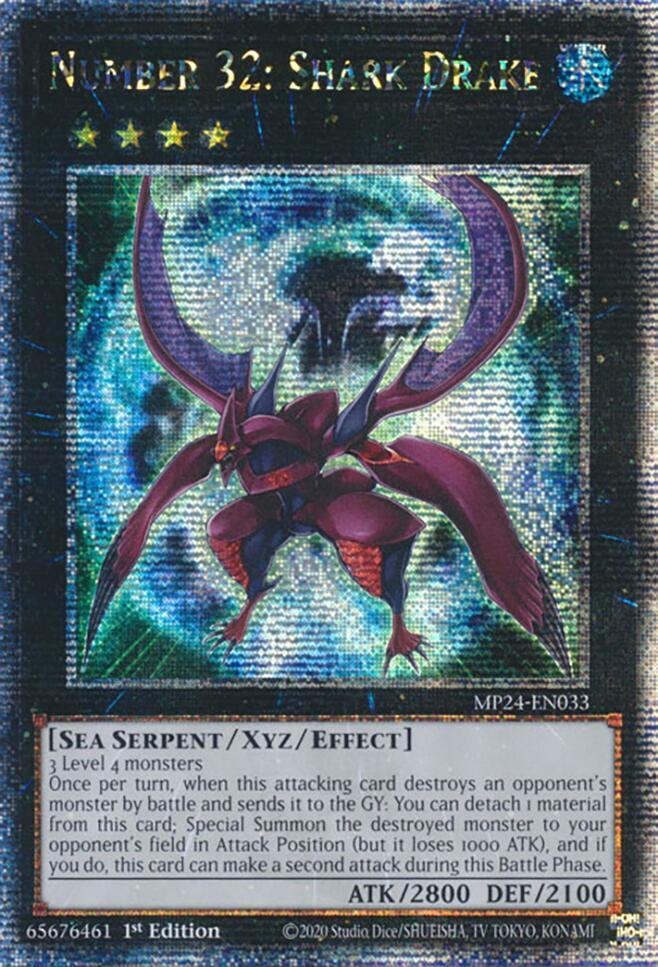 NUMBER 32: SHARK DRAKE
MP24-EN033
[SEA SERPENT/XYZ/EFFECT]
3 Level 4 monsters
Once per turn, when this attacking card destroys an opponent's
monster by battle and sends it to the GY: You can detach 1 material
from this card; Special Summon the destroyed monster to your
opponent's field in Attack Position (but it loses 1000 ATK), and if
you do, this card can make a second attack during this Battle Phase.
ATK/2800 DEF/2100
65676461 1st Edition ©2020 Studio Dice/SHUEISHA, TV TOKYO, KONAMI